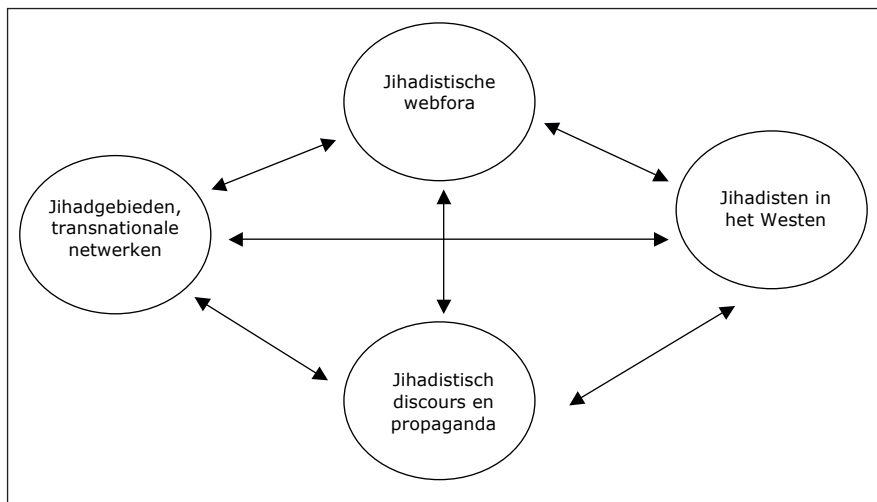 Jihadistische
webfora
Jihadgebieden,
transnationale
netwerken
Jihadisten in
het Westen
Jihadistisch
discours en
propaganda